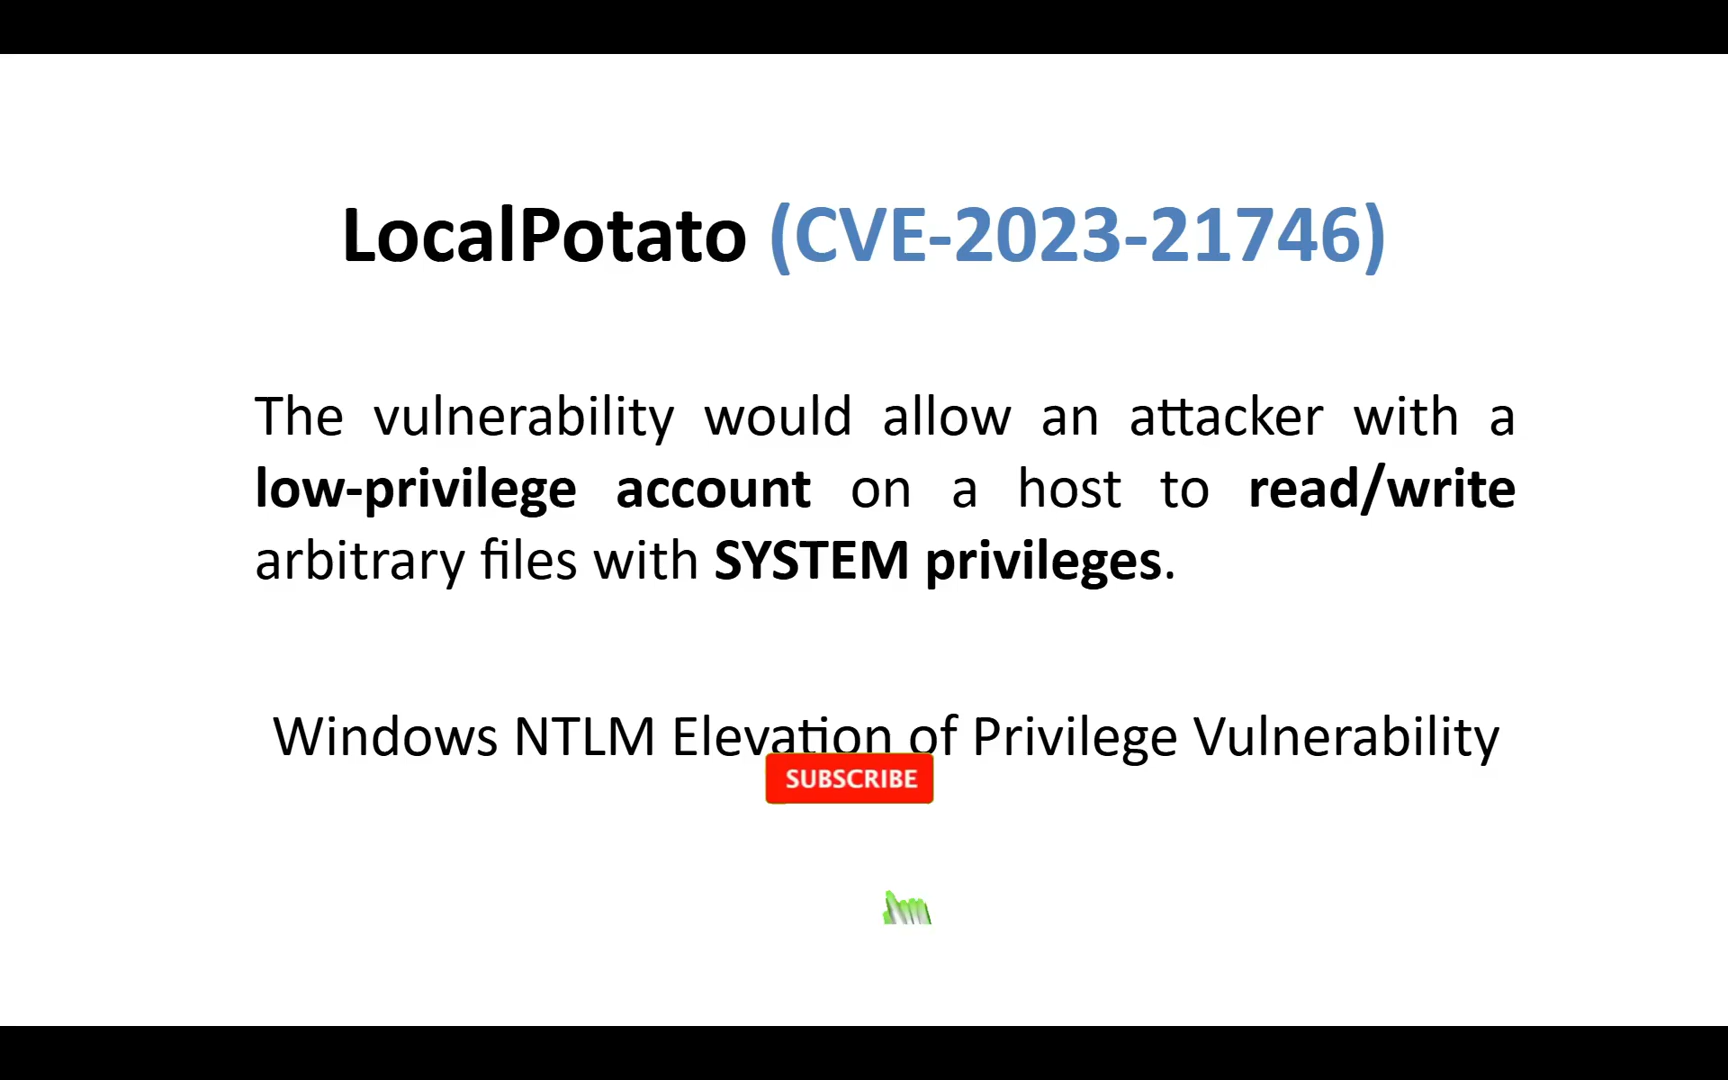 LocalPotato (CVE-2023-21746)
The vulnerability would allow an attacker with a
low-privilege account on a host to read/write
arbitrary files with SYSTEM privileges.
Windows NTLM Elevation of Privilege Vulnerability
SUBSCRIBE